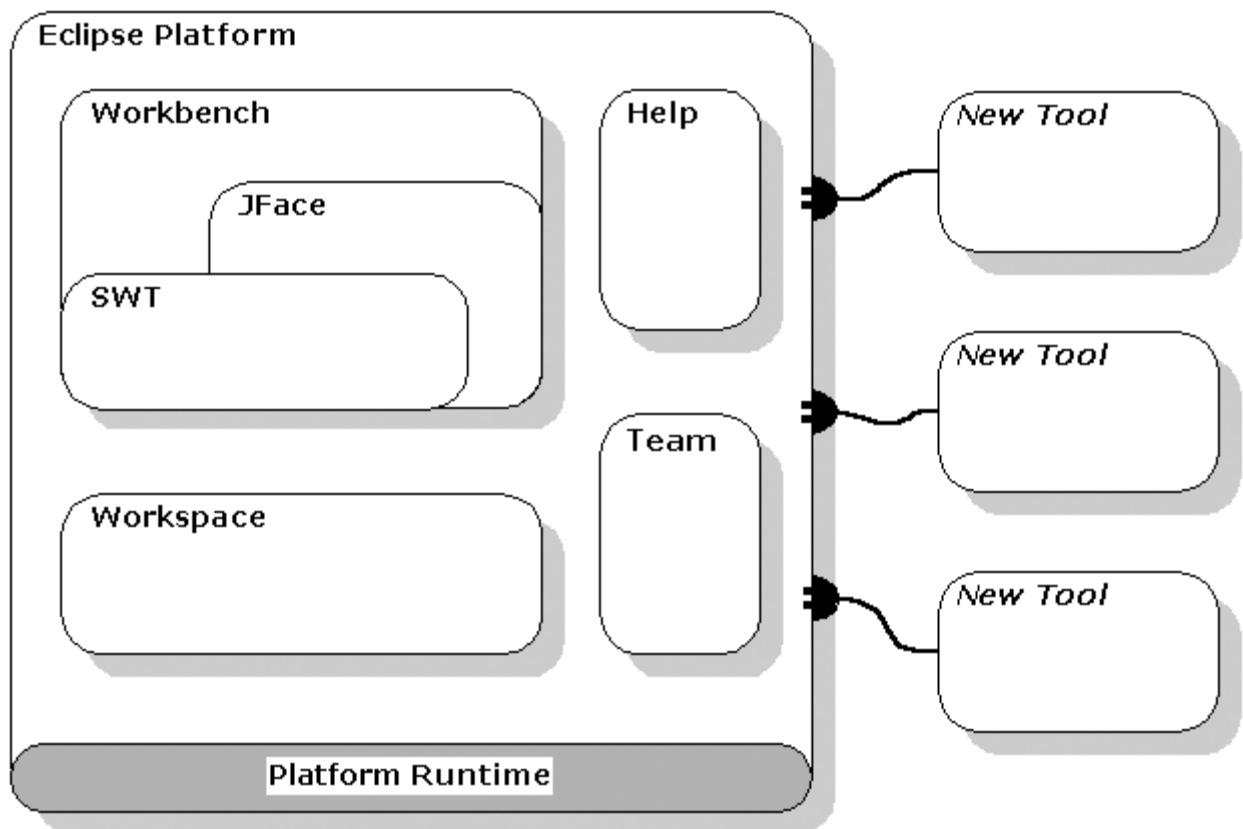 Eclipse Platform
Workbench
Help
New Tool
JFace
SWT
New Tool
Team
Workspace
New Tool
Platform Runtime